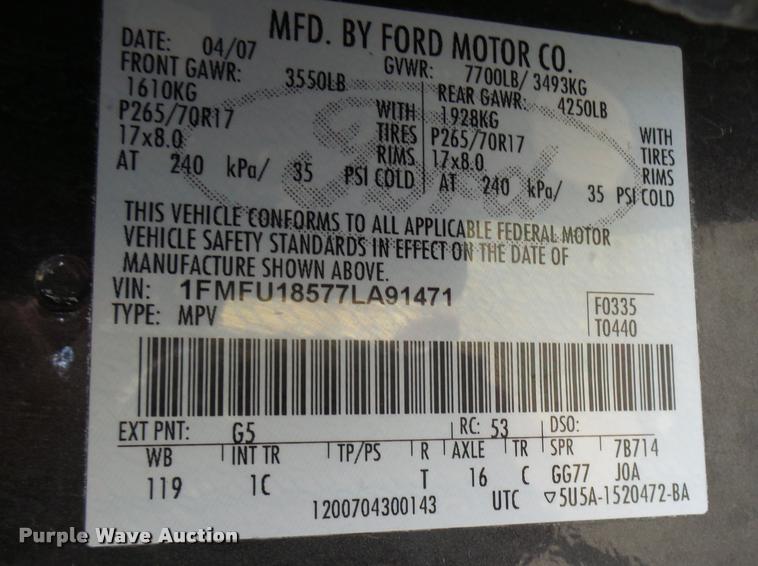 MFD. BY FORD MOTOR CO.
DATE: 04/07 GVWR: 7700LB/ 3493KG
FRONT GAWR: 3550LB REAR GAWR: 4250LB
1610KG WITH 1928KG WITH
P265/70R17 TIRES P265/70R17 TIRES
17x8.0 RIMS 17x8.0 RIMS
AT 240 kPa/ 35 PSI COLD AT 240 kPa/ 35 PSI COLD
Ford
THIS VEHICLE CONFORMS TO ALL APPLICABLE FEDERAL MOTOR
VEHICLE SAFETY STANDARDS IN EFFECT ON THE DATE OF
MANUFACTURE SHOWN ABOVE.
VIN: 1FMFU18577LA91471 F0335
TYPE: MPV T0440
EXT PNT: G5 RC: 53 DSO:
WB INT TR TP/PS R AXLE TR SPR 7B714
119 1C T 16 C GG77 JOA
1200704300143 UTC ▽5U5A-1520472-BA
Purple Wave Auction